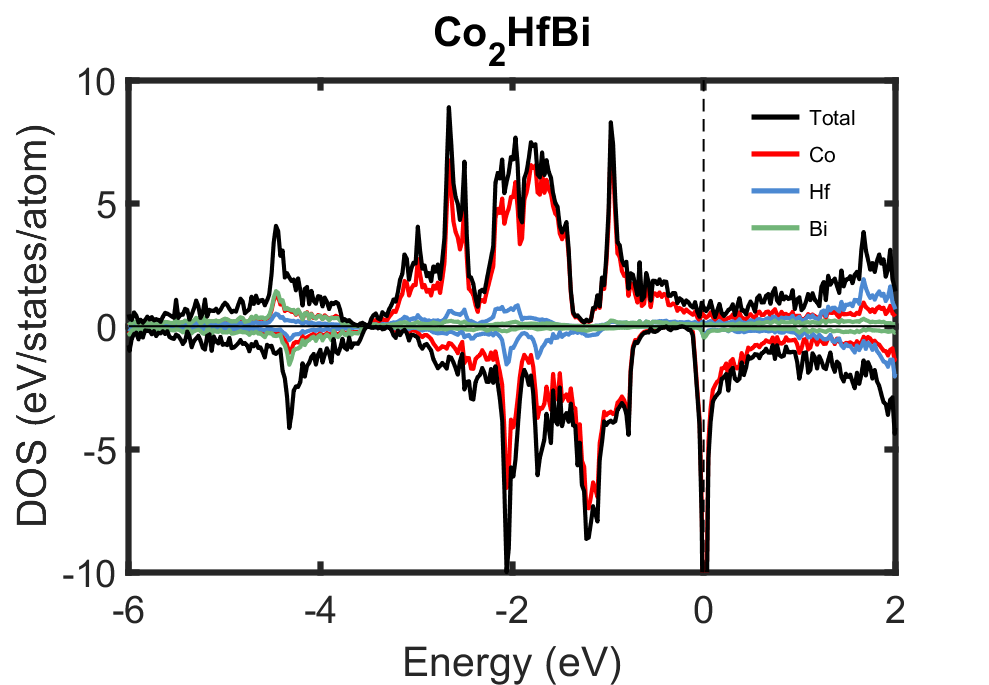 Co₂HfBi
DOS (eV/states/atom)
10
5
0
-5
-10
Total
Co
Hf
Bi
-6
-4
-2
0
2
Energy (eV)